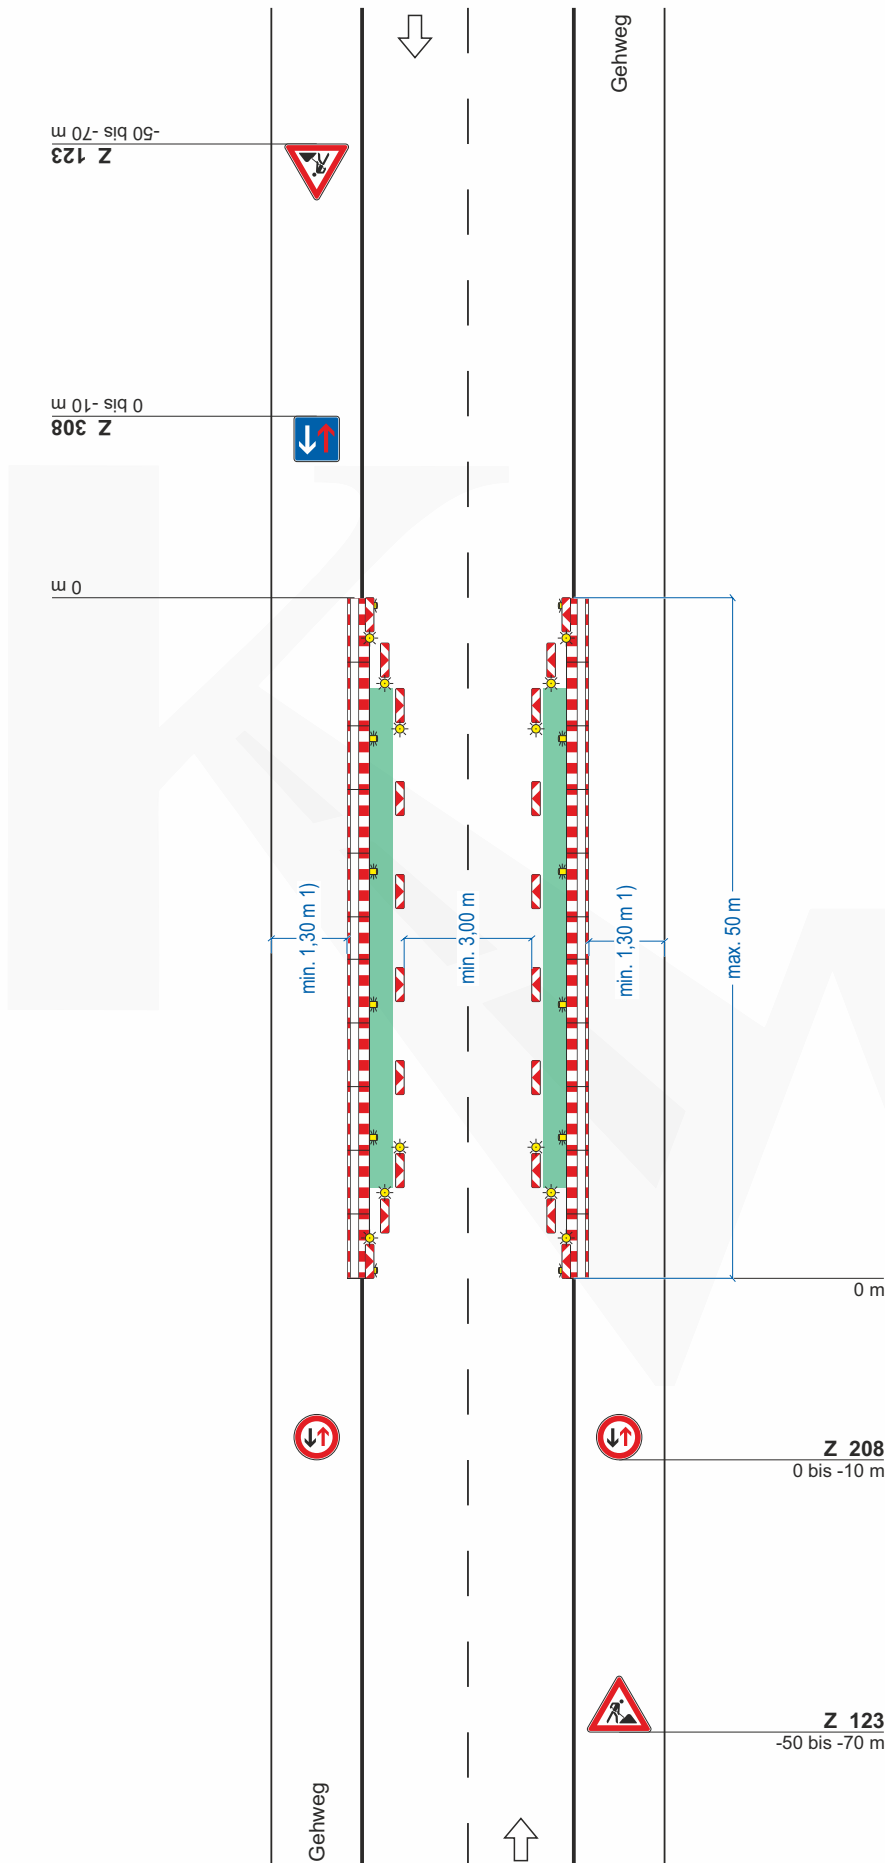 Gehweg
-50 bis -70 m
Z 123
0 bis -10 m
Z 308
0 m
min. 1,30 m 1)
min. 3,00 m
min. 1,30 m 1)
max. 50 m
0 m
Z 208
0 bis -10 m
Z 123
-50 bis -70 m
Gehweg